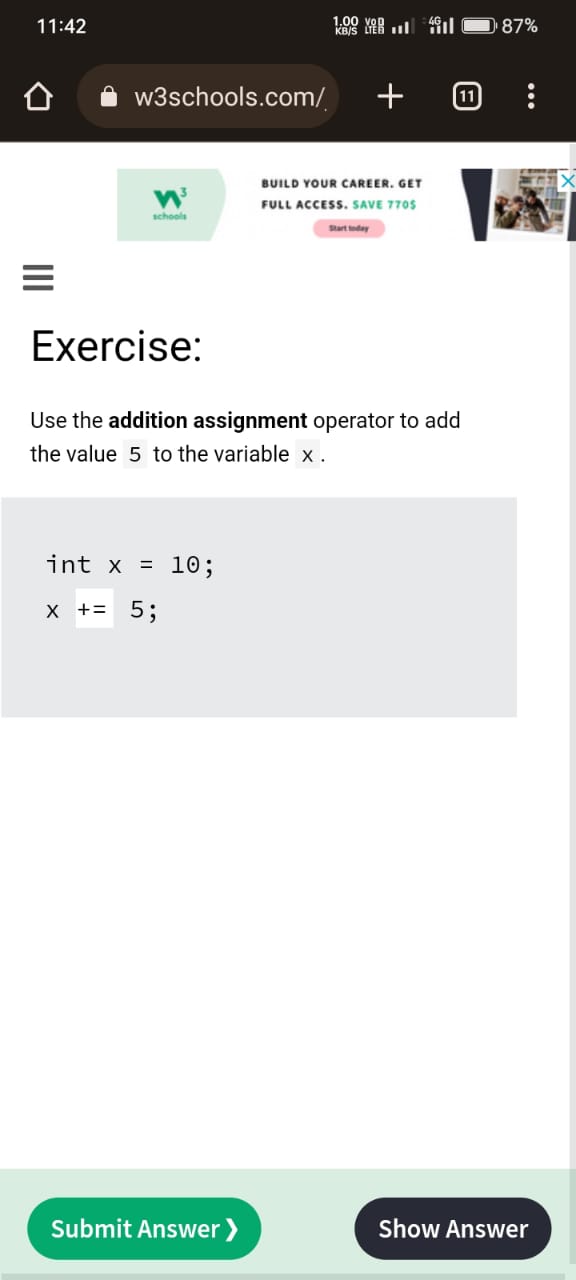 11:42
1.00 KB/S
VO LTE
4G
87%
w3schools.com/
11
W3
schools
BUILD YOUR CAREER. GET
FULL ACCESS. SAVE 770$
Start today
Exercise:
Use the addition assignment operator to add
the value 5 to the variable x.
int x = 10;
x += 5;
Submit Answer ❯
Show Answer